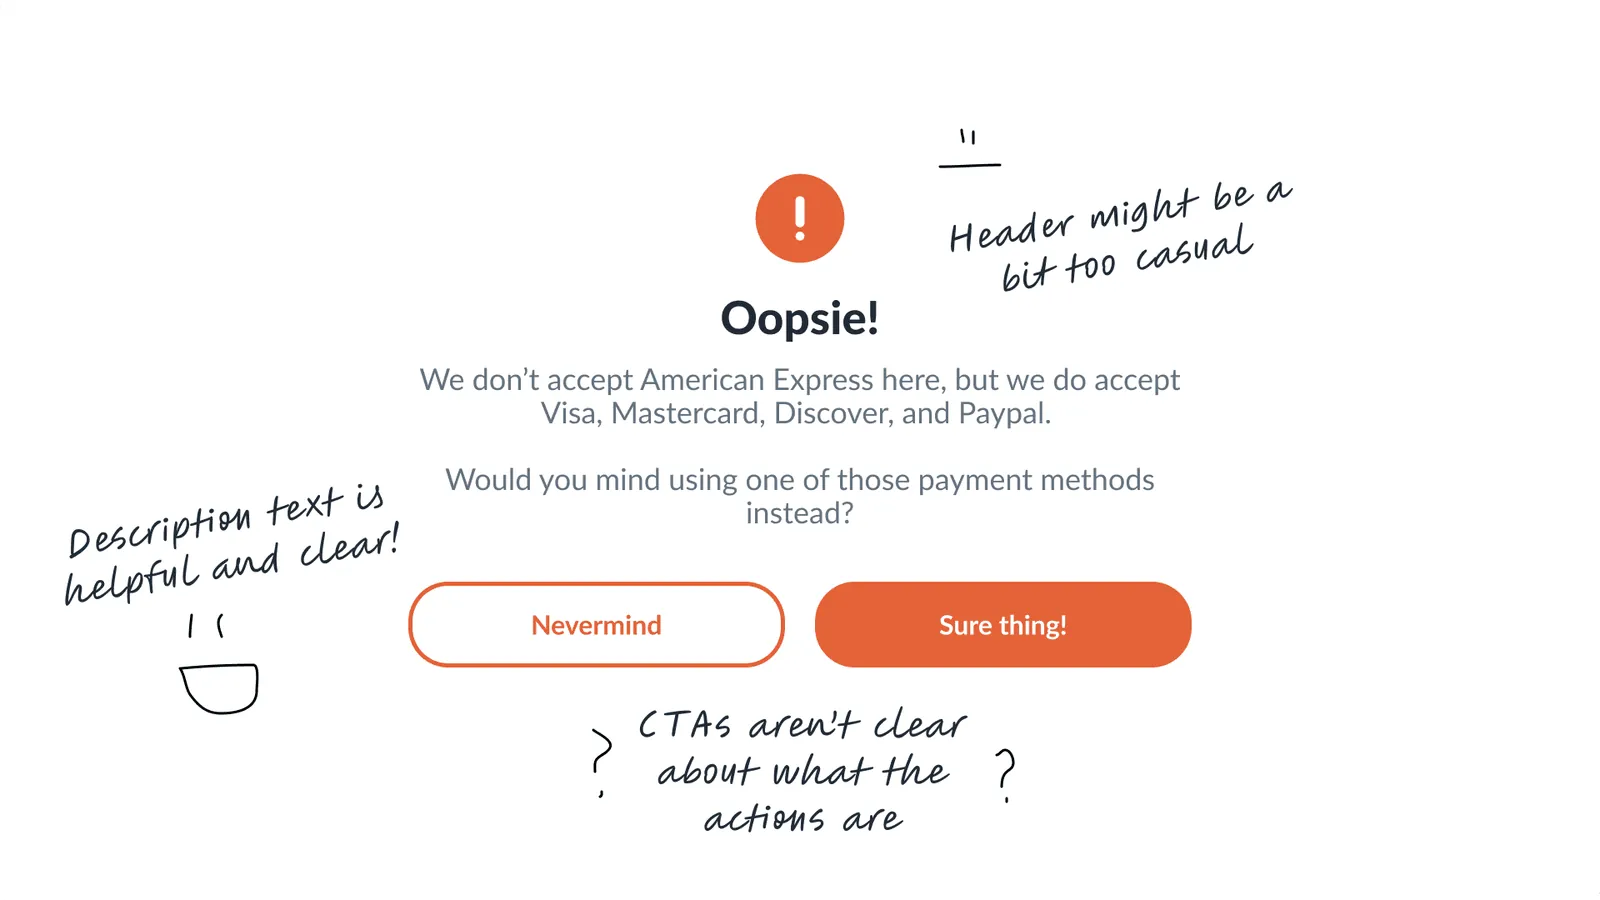 Header might be a
bit too casual
!
Oopsie!
We don’t accept American Express here, but we do accept
Visa, Mastercard, Discover, and Paypal.
Would you mind using one of those payment methods
instead?
Description text is
helpful and clear!
Nevermind
Sure thing!
? CTAs aren't clear ?
about what the
actions are